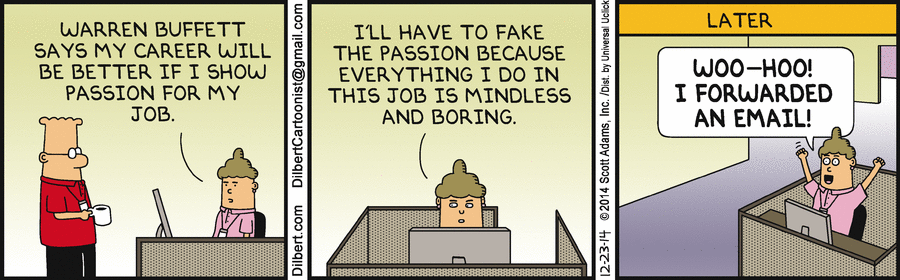 WARREN BUFFETT
SAYS MY CAREER WILL
BE BETTER IF I SHOW
PASSION FOR MY
JOB.
Dilbert.com DilbertCartoonist@gmail.com
I'LL HAVE TO FAKE
THE PASSION BECAUSE
EVERYTHING I DO IN
THIS JOB IS MINDLESS
AND BORING.
12-23-14 ©2014 Scott Adams, Inc. /Dist. by Universal Uclick
LATER
WOO-HOO!
I FORWARDED
AN EMAIL!